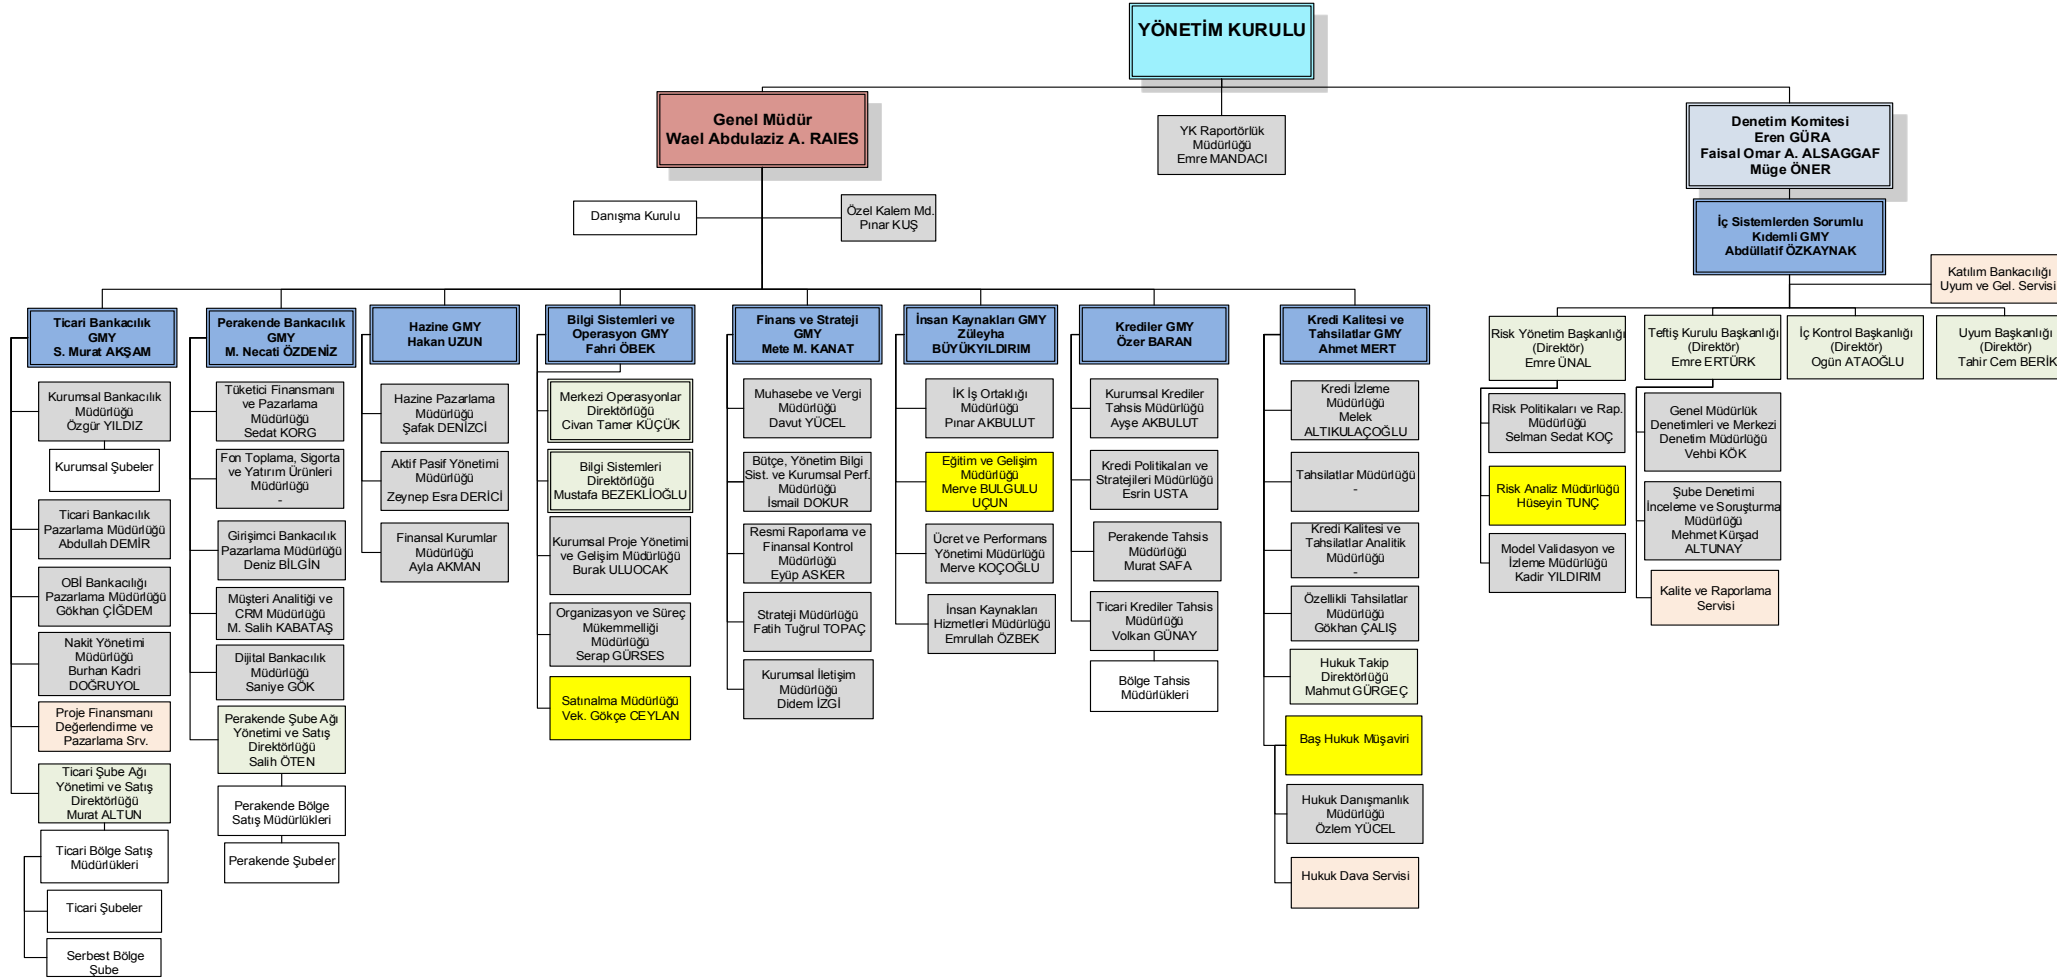 YÖNETİM KURULU
Genel Müdür
Wael Abdulaziz A. RAIES
YK Raportörlük
Müdürlüğü
Emre MANDACI
Denetim Komitesi
Eren GÜRA
Faisal Omar A. ALSAGGAF
Müge ÖNER
Danışma Kurulu
Özel Kalem Md.
Pınar KUŞ
İç Sistemlerden Sorumlu
Kıdemli GMY
Abdüllatif ÖZKAYNAK
Katılım Bankacılığı
Uyum ve Gel. Servisi
Ticari Bankacılık
GMY
S. Murat AKŞAM
Kurumsal Bankacılık
Müdürlüğü
Özgür YILDIZ
Kurumsal Şubeler
Ticari Bankacılık
Pazarlama Müdürlüğü
Abdullah DEMİR
OBİ Bankacılığı
Pazarlama Müdürlüğü
Gökhan ÇİĞDEM
Nakit Yönetimi
Müdürlüğü
Burhan Kadri
DOĞRUYOL
Proje Finansmanı
Değerlendirme ve
Pazarlama Srv.
Ticari Şube Ağı
Yönetimi ve Satış
Direktörlüğü
Murat ALTUN
Ticari Bölge Satış
Müdürlükleri
Ticari Şubeler
Serbest Bölge
Şube
Perakende Bankacılık
GMY
M. Necati ÖZDENİZ
Tüketici Finansmanı
ve Pazarlama
Müdürlüğü
Sedat KORG
Fon Toplama, Sigorta
ve Yatırım Ürünleri
Müdürlüğü
-
Girişimci Bankacılık
Pazarlama Müdürlüğü
Deniz BİLGİN
Müşteri Analitiği ve
CRM Müdürlüğü
M. Salih KABATAŞ
Dijital Bankacılık
Müdürlüğü
Saniye GÖK
Perakende Şube Ağı
Yönetimi ve Satış
Direktörlüğü
Salih ÖTEN
Perakende Bölge
Satış Müdürlükleri
Perakende Şubeler
Hazine GMY
Hakan UZUN
Hazine Pazarlama
Müdürlüğü
Şafak DENİZCİ
Aktif Pasif Yönetimi
Müdürlüğü
Zeynep Esra DERİCİ
Finansal Kurumlar
Müdürlüğü
Ayla AKMAN
Bilgi Sistemleri ve
Operasyon GMY
Fahri ÖBEK
Merkezi Operasyonlar
Direktörlüğü
Civan Tamer KÜÇÜK
Bilgi Sistemleri
Direktörlüğü
Mustafa BEZEKLİOĞLU
Kurumsal Proje Yönetimi
ve Gelişim Müdürlüğü
Burak ULUOCAK
Organizasyon ve Süreç
Mükemmelliği
Müdürlüğü
Serap GÜRSES
Satınalma Müdürlüğü
Vek. Gökçe CEYLAN
Finans ve Strateji
GMY
Mete M. KANAT
Muhasebe ve Vergi
Müdürlüğü
Davut YÜCEL
Bütçe, Yönetim Bilgi
Sist. ve Kurumsal Perf.
Müdürlüğü
İsmail DOKUR
Resmi Raporlama ve
Finansal Kontrol
Müdürlüğü
Eyüp ASKER
Strateji Müdürlüğü
Fatih Tuğrul TOPAÇ
Kurumsal İletişim
Müdürlüğü
Didem İZGİ
İnsan Kaynakları GMY
Züleyha
BÜYÜKYILDIRIM
İK İş Ortaklığı
Müdürlüğü
Pınar AKBULUT
Eğitim ve Gelişim
Müdürlüğü
Merve BULGULU
UÇUN
Ücret ve Performans
Yönetimi Müdürlüğü
Merve KOÇOĞLU
İnsan Kaynakları
Hizmetleri Müdürlüğü
Emrullah ÖZBEK
Krediler GMY
Özer BARAN
Kurumsal Krediler
Tahsis Müdürlüğü
Ayşe AKBULUT
Kredi Politikaları ve
Stratejileri Müdürlüğü
Esrin USTA
Perakende Tahsis
Müdürlüğü
Murat SAFA
Ticari Krediler Tahsis
Müdürlüğü
Volkan GÜNAY
Bölge Tahsis
Müdürlükleri
Kredi Kalitesi ve
Tahsilatlar GMY
Ahmet MERT
Kredi İzleme
Müdürlüğü
Melek
ALTIKULAÇOĞLU
Tahsilatlar Müdürlüğü
-
Kredi Kalitesi ve
Tahsilatlar Analitik
Müdürlüğü
-
Özellikli Tahsilatlar
Müdürlüğü
Gökhan ÇALIŞ
Hukuk Takip
Direktörlüğü
Mahmut GÜRGEÇ
Baş Hukuk Müşaviri
Hukuk Danışmanlık
Müdürlüğü
Özlem YÜCEL
Hukuk Dava Servisi
Risk Yönetim Başkanlığı
(Direktör)
Emre ÜNAL
Risk Politikaları ve Rap.
Müdürlüğü
Selman Sedat KOÇ
Risk Analiz Müdürlüğü
Hüseyin TUNÇ
Model Validasyon ve
İzleme Müdürlüğü
Kadir YILDIRIM
Teftiş Kurulu Başkanlığı
(Direktör)
Emre ERTÜRK
Genel Müdürlük
Denetimleri ve Merkezi
Denetim Müdürlüğü
Vehbi KÖK
Şube Denetimi
İnceleme ve Soruşturma
Müdürlüğü
Mehmet Kürşad
ALTUNAY
Kalite ve Raporlama
Servisi
İç Kontrol Başkanlığı
(Direktör)
Ogün ATAOĞLU
Uyum Başkanlığı
(Direktör)
Tahir Cem BERİK